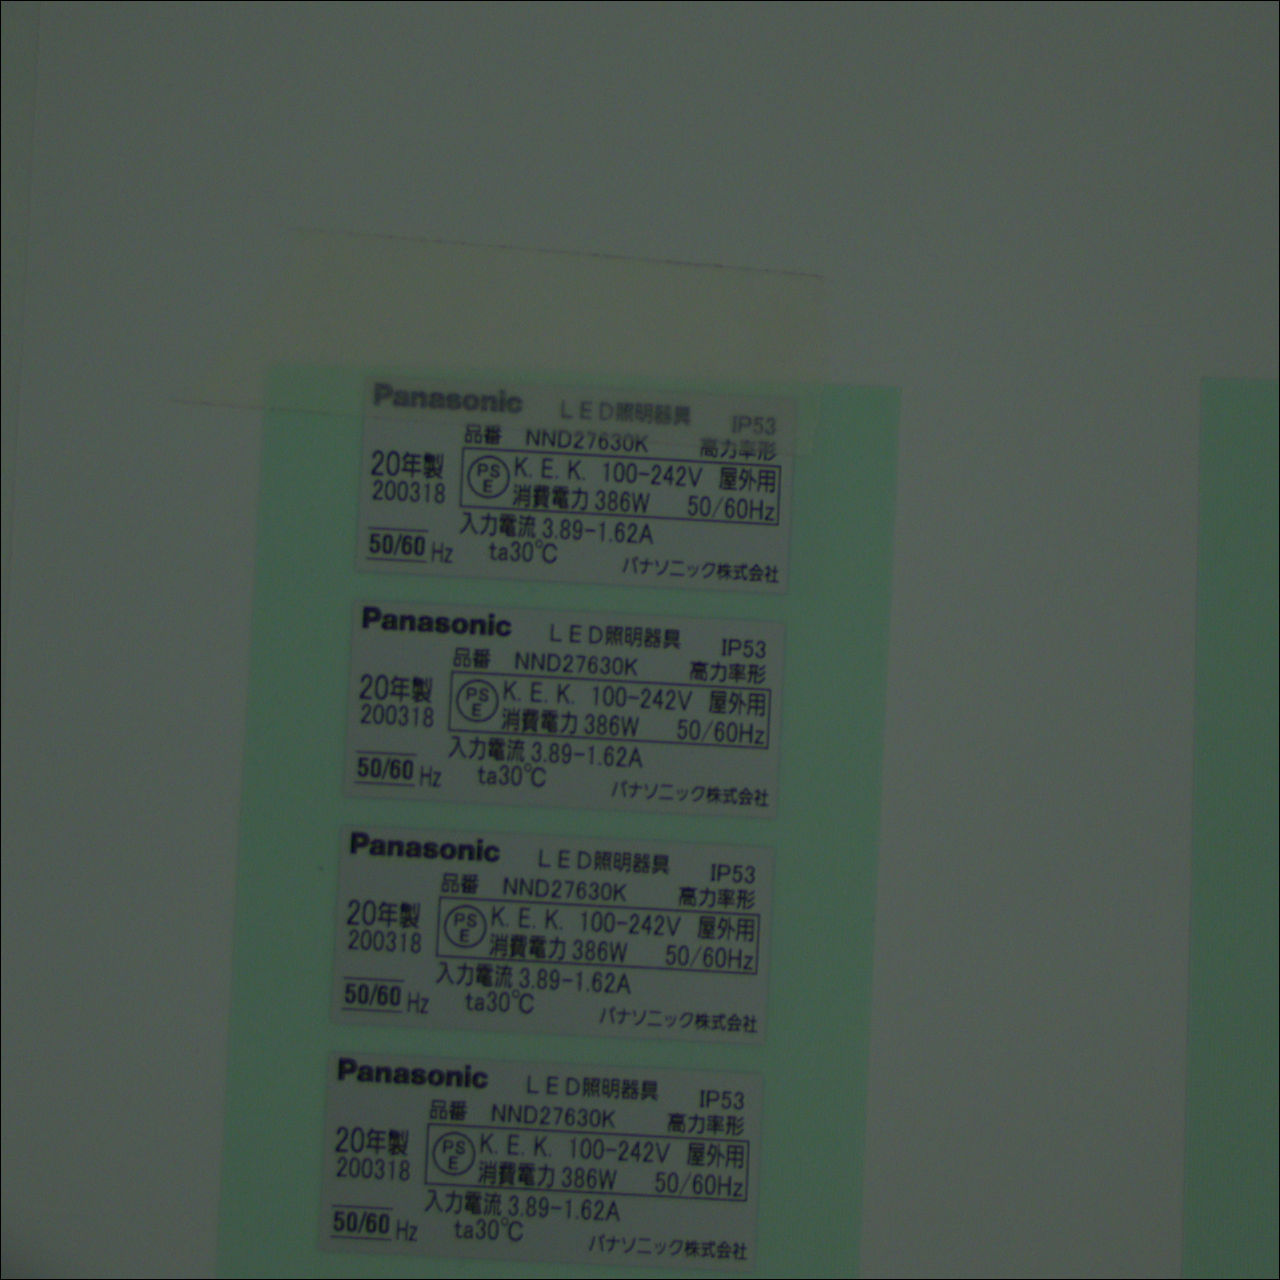 Panasonic LED照明器具 IP53
品番 NND27630K 高力率形
20年製 PS E K. E. K. 100-242V 屋外用
200318 消費電力 386W 50/60Hz
入力電流 3.89-1.62A
50/60 Hz ta30℃ パナソニック株式会社
Panasonic LED照明器具 IP53
品番 NND27630K 高力率形
20年製 PS E K. E. K. 100-242V 屋外用
200318 消費電力 386W 50/60Hz
入力電流 3.89-1.62A
50/60 Hz ta30℃ パナソニック株式会社
Panasonic LED照明器具 IP53
品番 NND27630K 高力率形
20年製 PS E K. E. K. 100-242V 屋外用
200318 消費電力 386W 50/60Hz
入力電流 3.89-1.62A
50/60 Hz ta30℃ パナソニック株式会社
Panasonic LED照明器具 IP53
品番 NND27630K 高力率形
20年製 PS E K. E. K. 100-242V 屋外用
200318 消費電力 386W 50/60Hz
入力電流 3.89-1.62A
50/60 Hz ta30℃ パナソニック株式会社